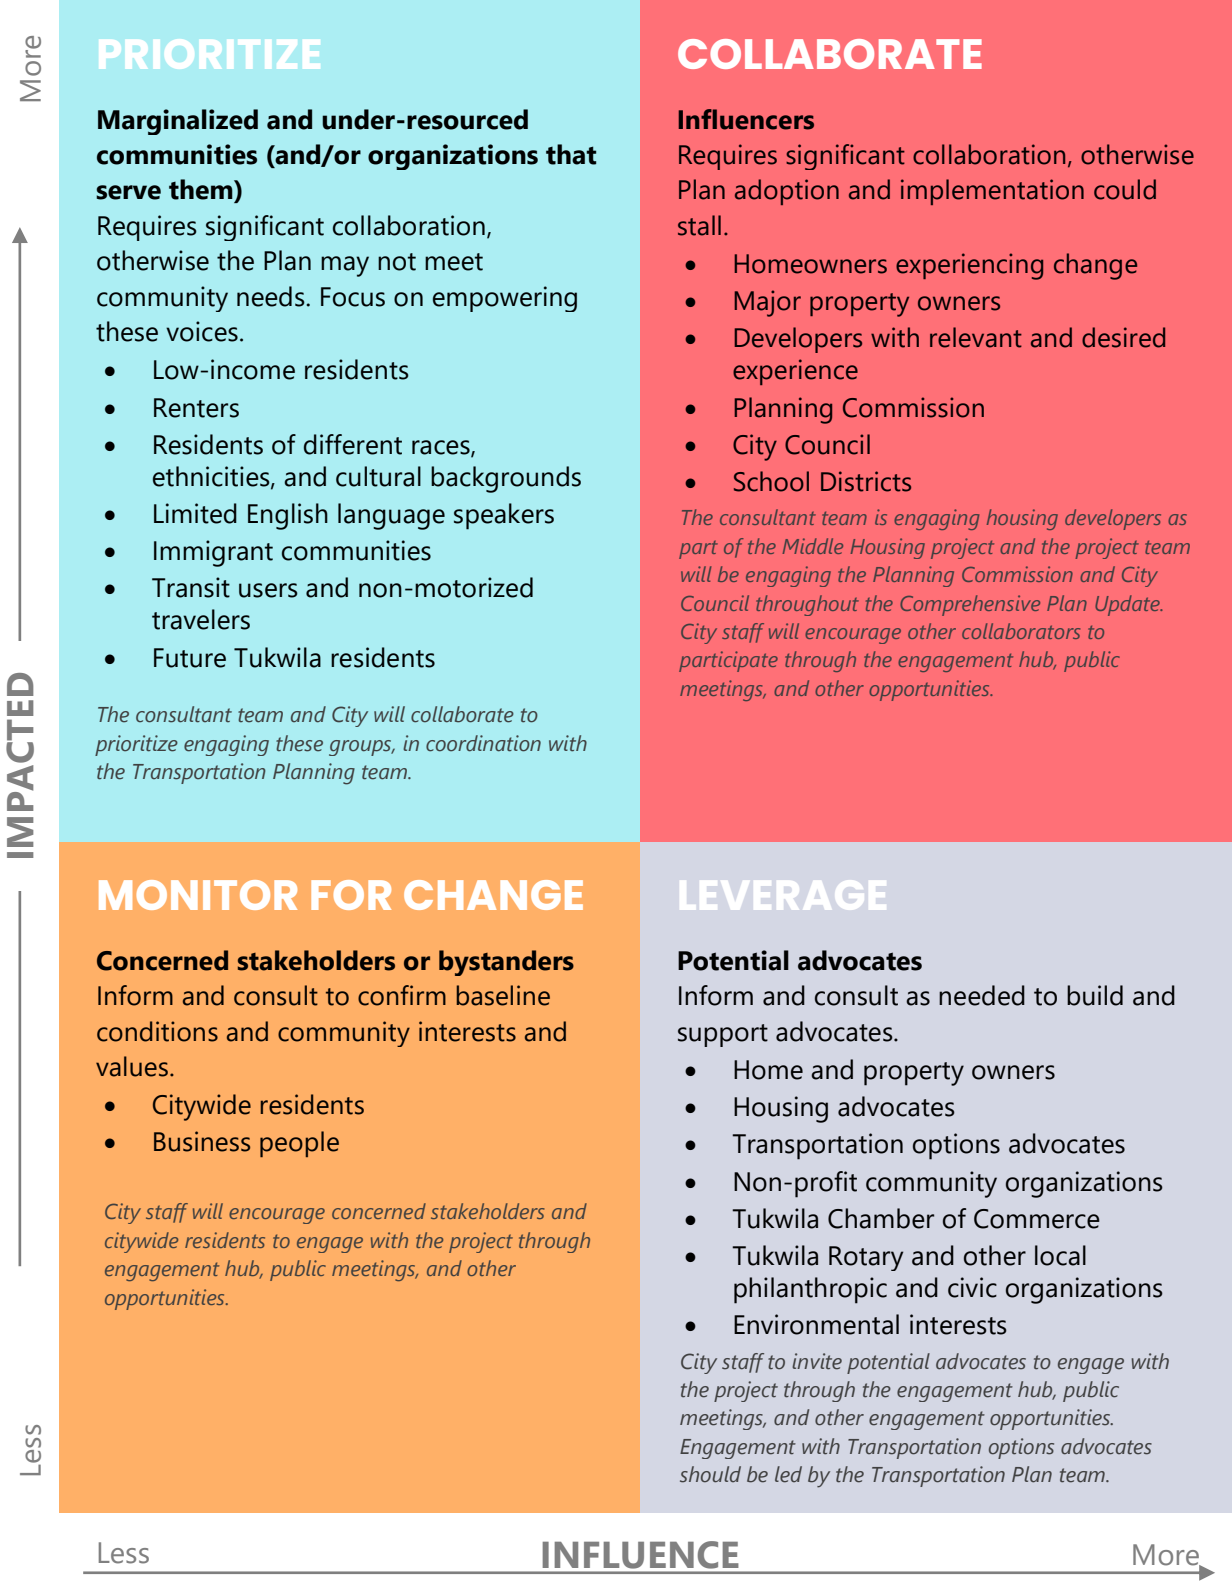 More
IMPACTED
Less
PRIORITIZE
Marginalized and under-resourced
communities (and/or organizations that
serve them)
Requires significant collaboration,
otherwise the Plan may not meet
community needs. Focus on empowering
these voices.
• Low-income residents
• Renters
• Residents of different races,
ethnicities, and cultural backgrounds
• Limited English language speakers
• Immigrant communities
• Transit users and non-motorized
travelers
• Future Tukwila residents
The consultant team and City will collaborate to
prioritize engaging these groups, in coordination with
the Transportation Planning team.
COLLABORATE
Influencers
Requires significant collaboration, otherwise
Plan adoption and implementation could
stall.
• Homeowners experiencing change
• Major property owners
• Developers with relevant and desired
experience
• Planning Commission
• City Council
• School Districts
The consultant team is engaging housing developers as
part of the Middle Housing project and the project team
will be engaging the Planning Commission and City
Council throughout the Comprehensive Plan Update.
City staff will encourage other collaborators to
participate through the engagement hub, public
meetings, and other opportunities.
MONITOR FOR CHANGE
Concerned stakeholders or bystanders
Inform and consult to confirm baseline
conditions and community interests and
values.
• Citywide residents
• Business people
City staff will encourage concerned stakeholders and
citywide residents to engage with the project through
engagement hub, public meetings, and other
opportunities.
LEVERAGE
Potential advocates
Inform and consult as needed to build and
support advocates.
• Home and property owners
• Housing advocates
• Transportation options advocates
• Non-profit community organizations
• Tukwila Chamber of Commerce
• Tukwila Rotary and other local
philanthropic and civic organizations
• Environmental interests
City staff to invite potential advocates to engage with
the project through the engagement hub, public
meetings, and other engagement opportunities.
Engagement with Transportation options advocates
should be led by the Transportation Plan team.
Less
INFLUENCE
More